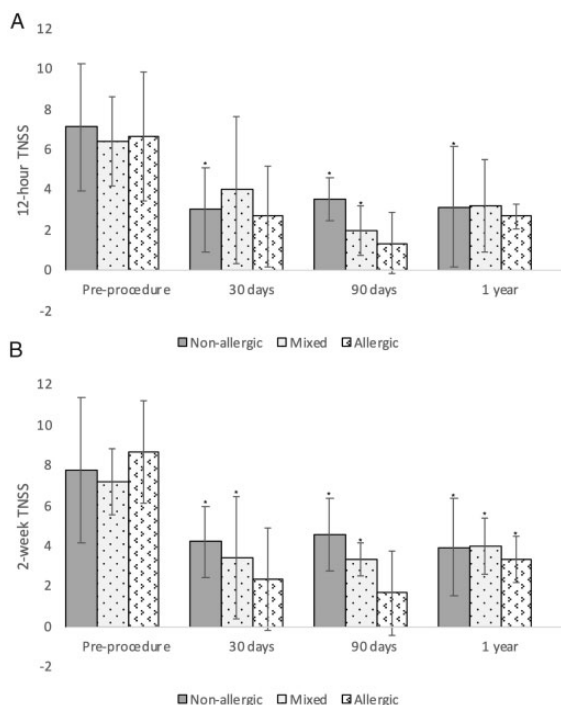 A
12
10
8
6
4
2
0
-2
12-hour TNSS
Pre-procedure 30 days 90 days 1 year
Non-allergic Mixed Allergic
B
12
10
8
6
4
2
0
-2
2-week TNSS
Pre-procedure 30 days 90 days 1 year
Non-allergic Mixed Allergic